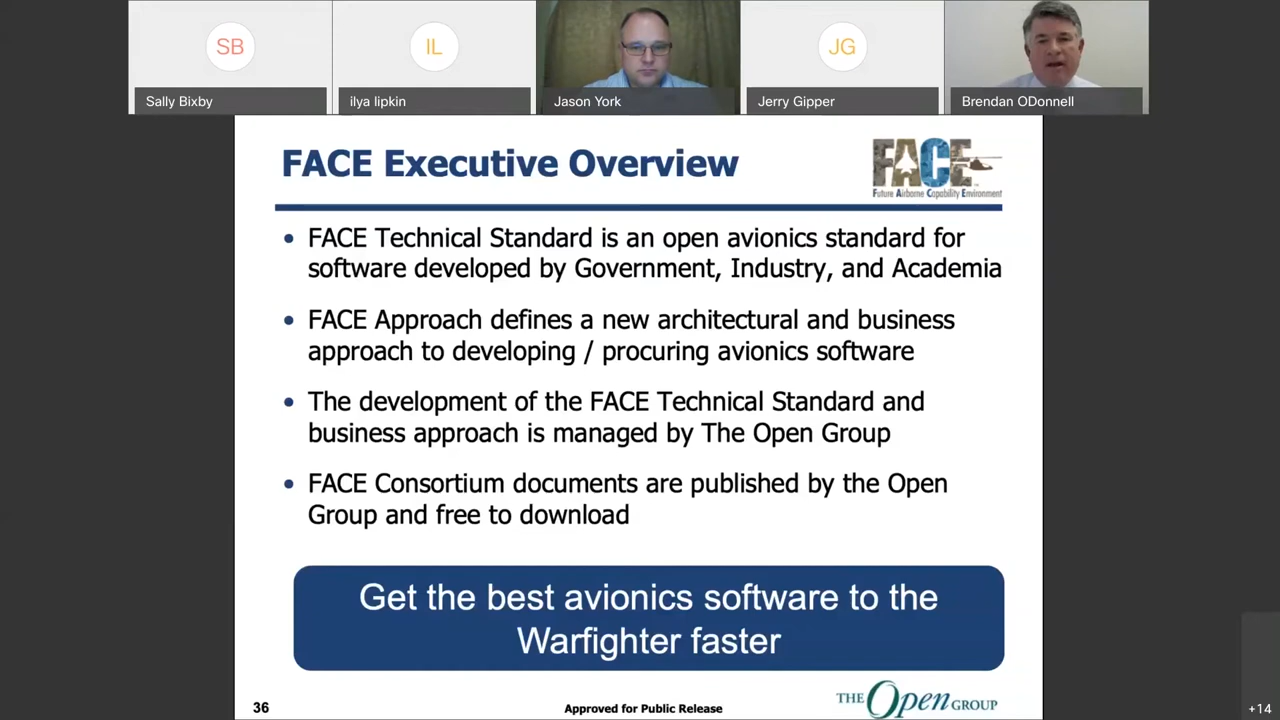 SB
IL
JG
Sally Bixby
ilya lipkin
Jason York
Jerry Gipper
Brendan ODonnell
FACE Executive Overview
FACE
Future Airborne Capability Environment
• FACE Technical Standard is an open avionics standard for
software developed by Government, Industry, and Academia
• FACE Approach defines a new architectural and business
approach to developing / procuring avionics software
• The development of the FACE Technical Standard and
business approach is managed by The Open Group
• FACE Consortium documents are published by the Open
Group and free to download
Get the best avionics software to the
Warfighter faster
36
Approved for Public Release
THE Open GROUP
+14